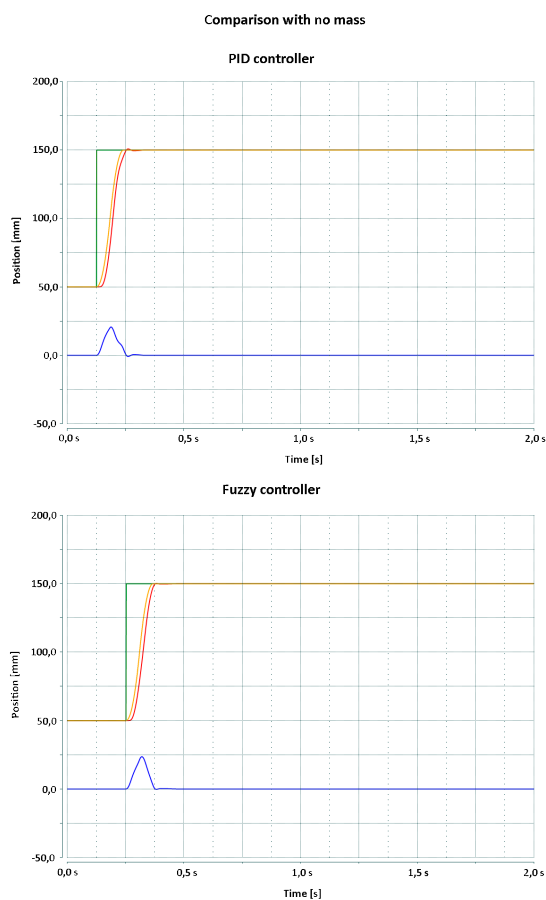 Comparison with no mass
PID controller
200,0
150,0
100,0
50,0
0,0
-50,0
Position [mm]
0,0 s 0,5 s 1,0 s 1,5 s 2,0 s
Time [s]
Fuzzy controller
200,0
150,0
100,0
50,0
0,0
-50,0
Position [mm]
0,0 s 0,5 s 1,0 s 1,5 s 2,0 s
Time [s]